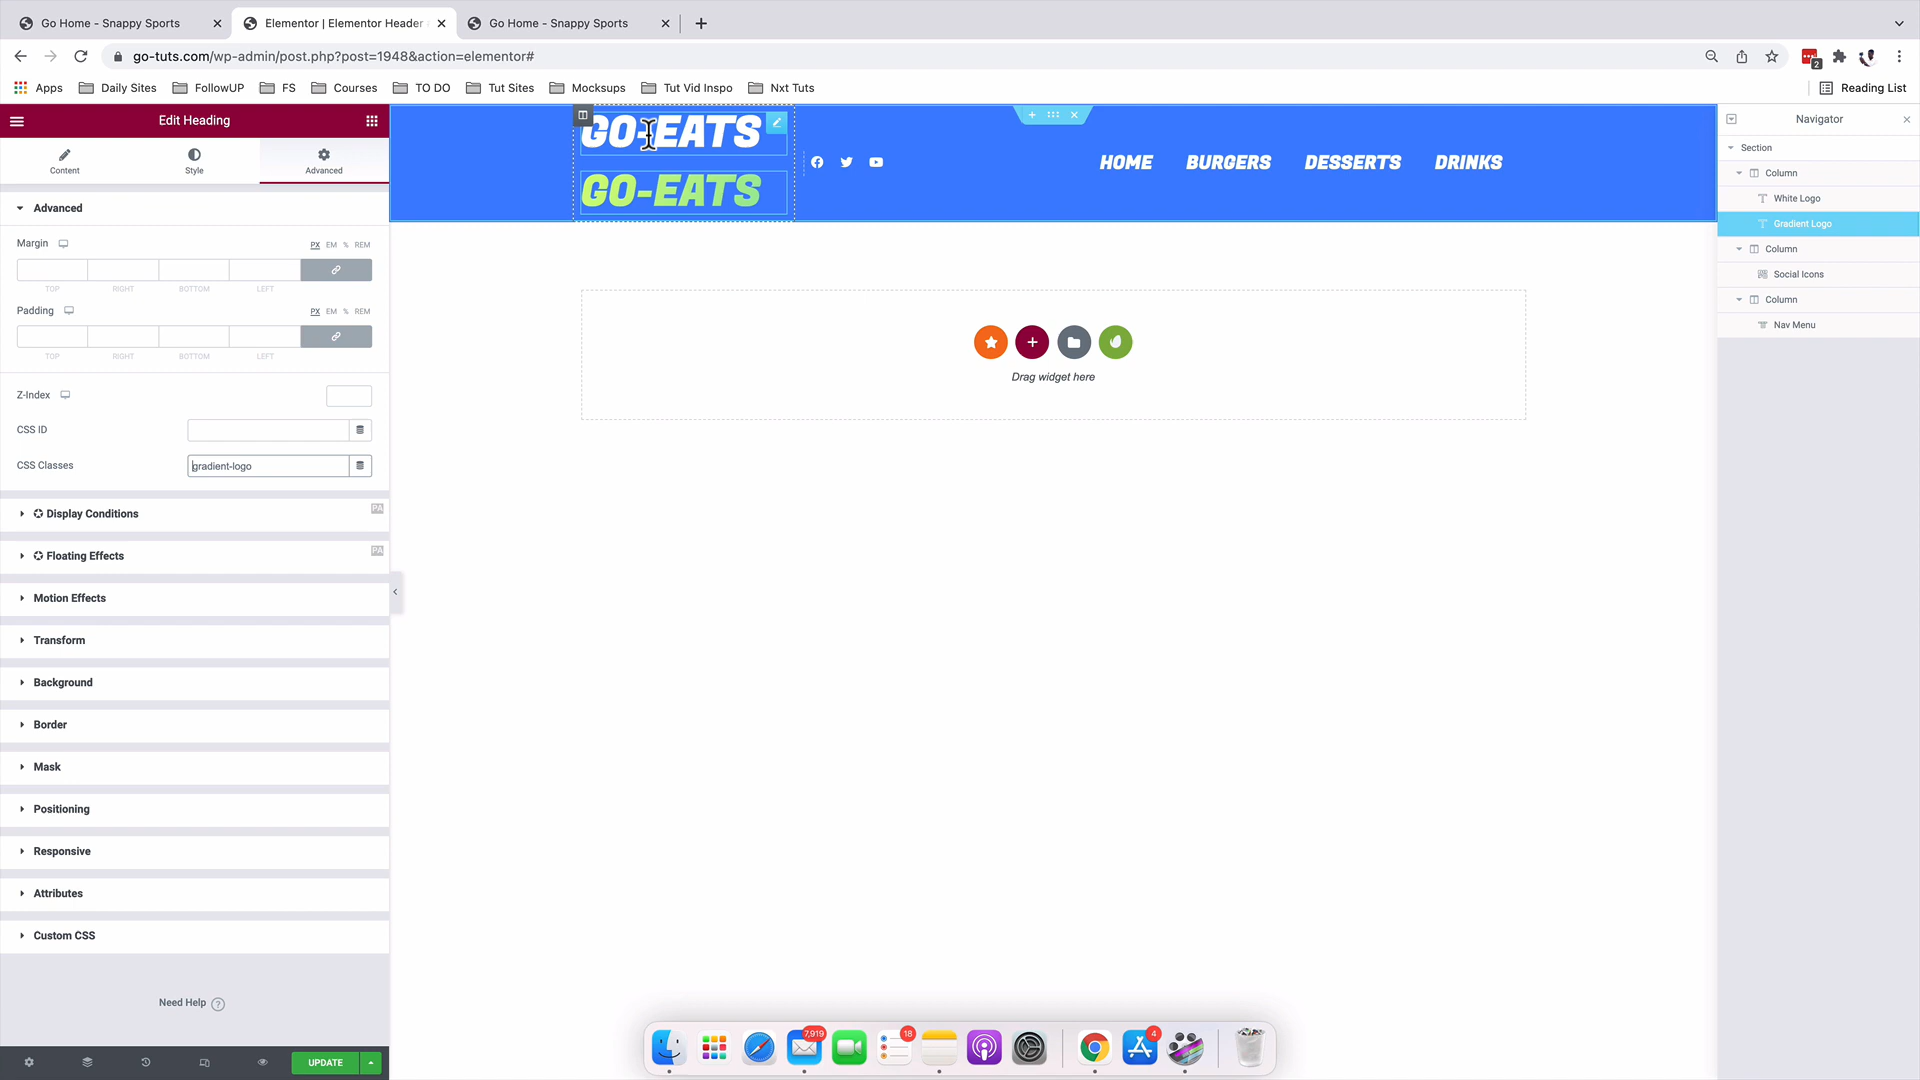 Go Home - Snappy Sports
Elementor | Elementor Header
Go Home - Snappy Sports
go-tuts.com/wp-admin/post.php?post=1948&action=elementor#
2
Apps
Daily Sites
FollowUP
FS
Courses
TO DO
Tut Sites
Mocksups
Tut Vid Inspo
Nxt Tuts
Reading List
Edit Heading
Content
Style
Advanced
Advanced
Margin
PX EM % REM
TOP RIGHT BOTTOM LEFT
Padding
PX EM % REM
TOP RIGHT BOTTOM LEFT
Z-Index
CSS ID
CSS Classes
gradient-logo
Display Conditions
PA
Floating Effects
PA
Motion Effects
Transform
Background
Border
Mask
Positioning
Responsive
Attributes
Custom CSS
Need Help ?
UPDATE
GO-EATS
GO-EATS
HOME BURGERS DESSERTS DRINKS
Drag widget here
Navigator
Section
Column
White Logo
Gradient Logo
Column
Social Icons
Column
Nav Menu
7,919
18
4